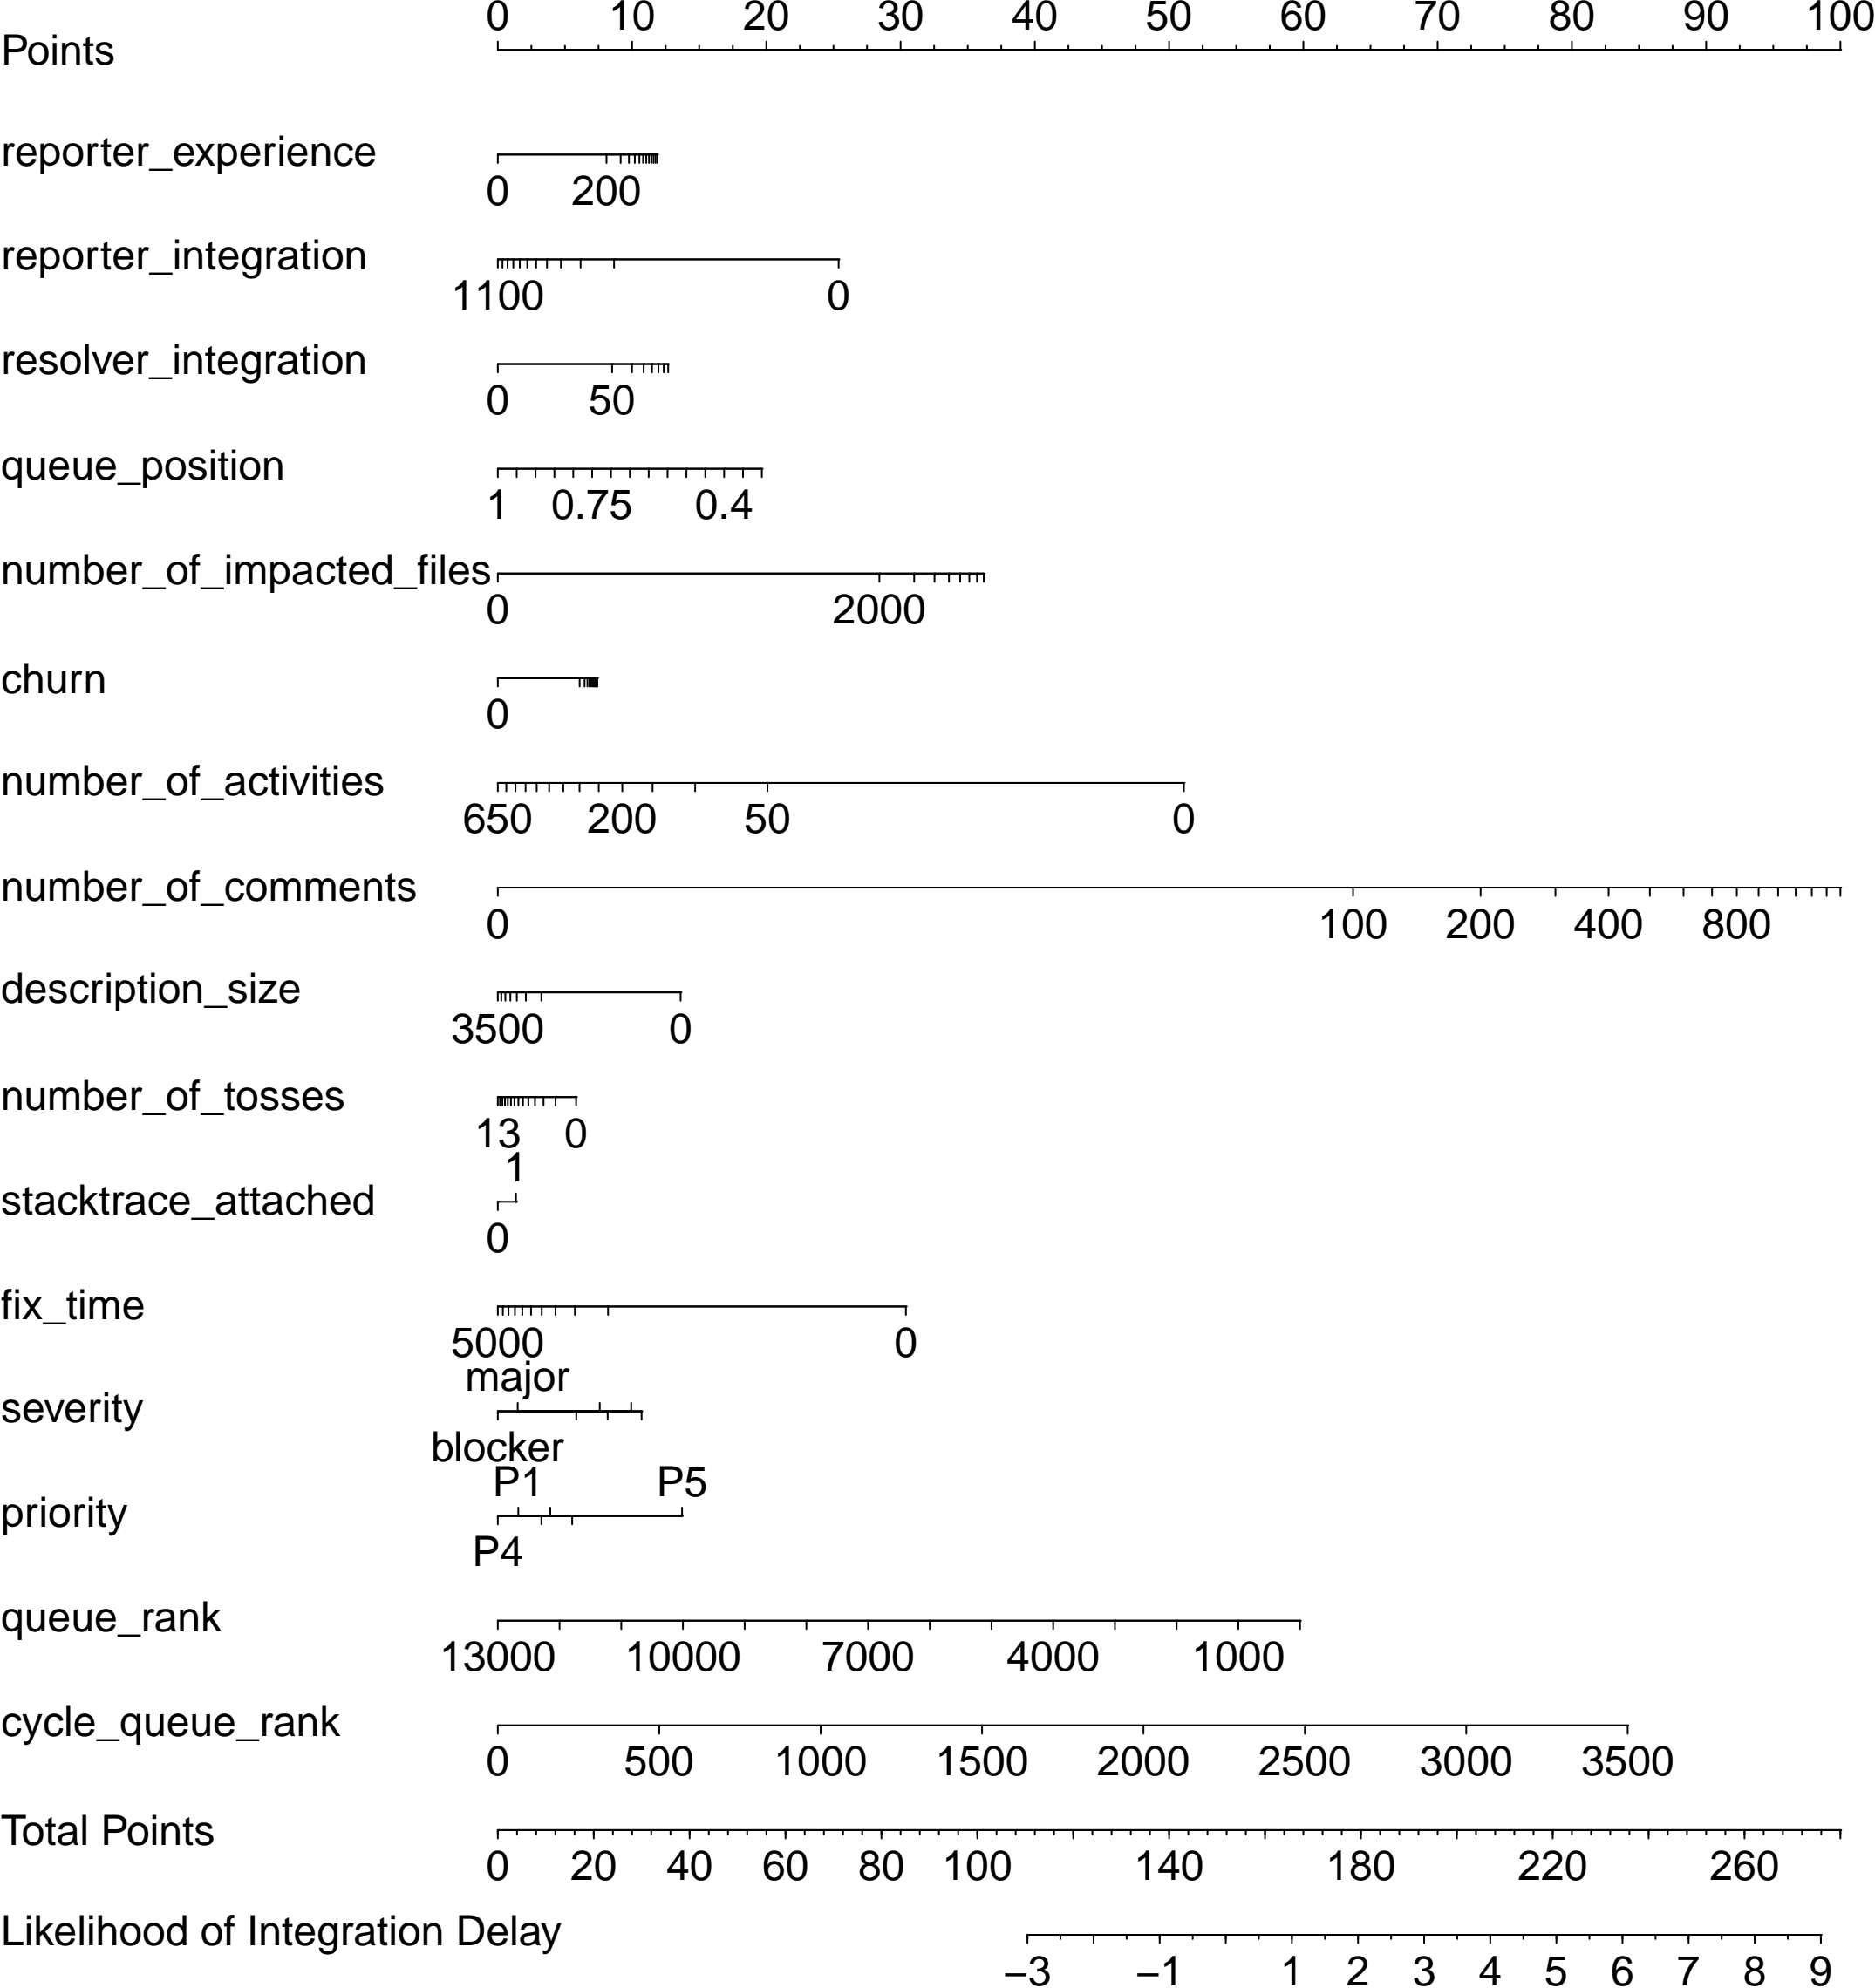 0 10 20 30 40 50 60 70 80 90 100
Points
reporter_experience
0 200
reporter_integration
1100 0
resolver_integration
0 50
queue_position
1 0.75 0.4
number_of_impacted_files
0 2000
churn
0
number_of_activities
650 200 50 0
number_of_comments
0 100 200 400 800
description_size
3500 0
number_of_tosses
13 0
1
stacktrace_attached
0
fix_time
5000 0
major
severity
blocker
P1 P5
priority
P4
queue_rank
13000 10000 7000 4000 1000
cycle_queue_rank
0 500 1000 1500 2000 2500 3000 3500
Total Points
0 20 40 60 80 100 140 180 220 260
Likelihood of Integration Delay
−3 −1 1 2 3 4 5 6 7 8 9